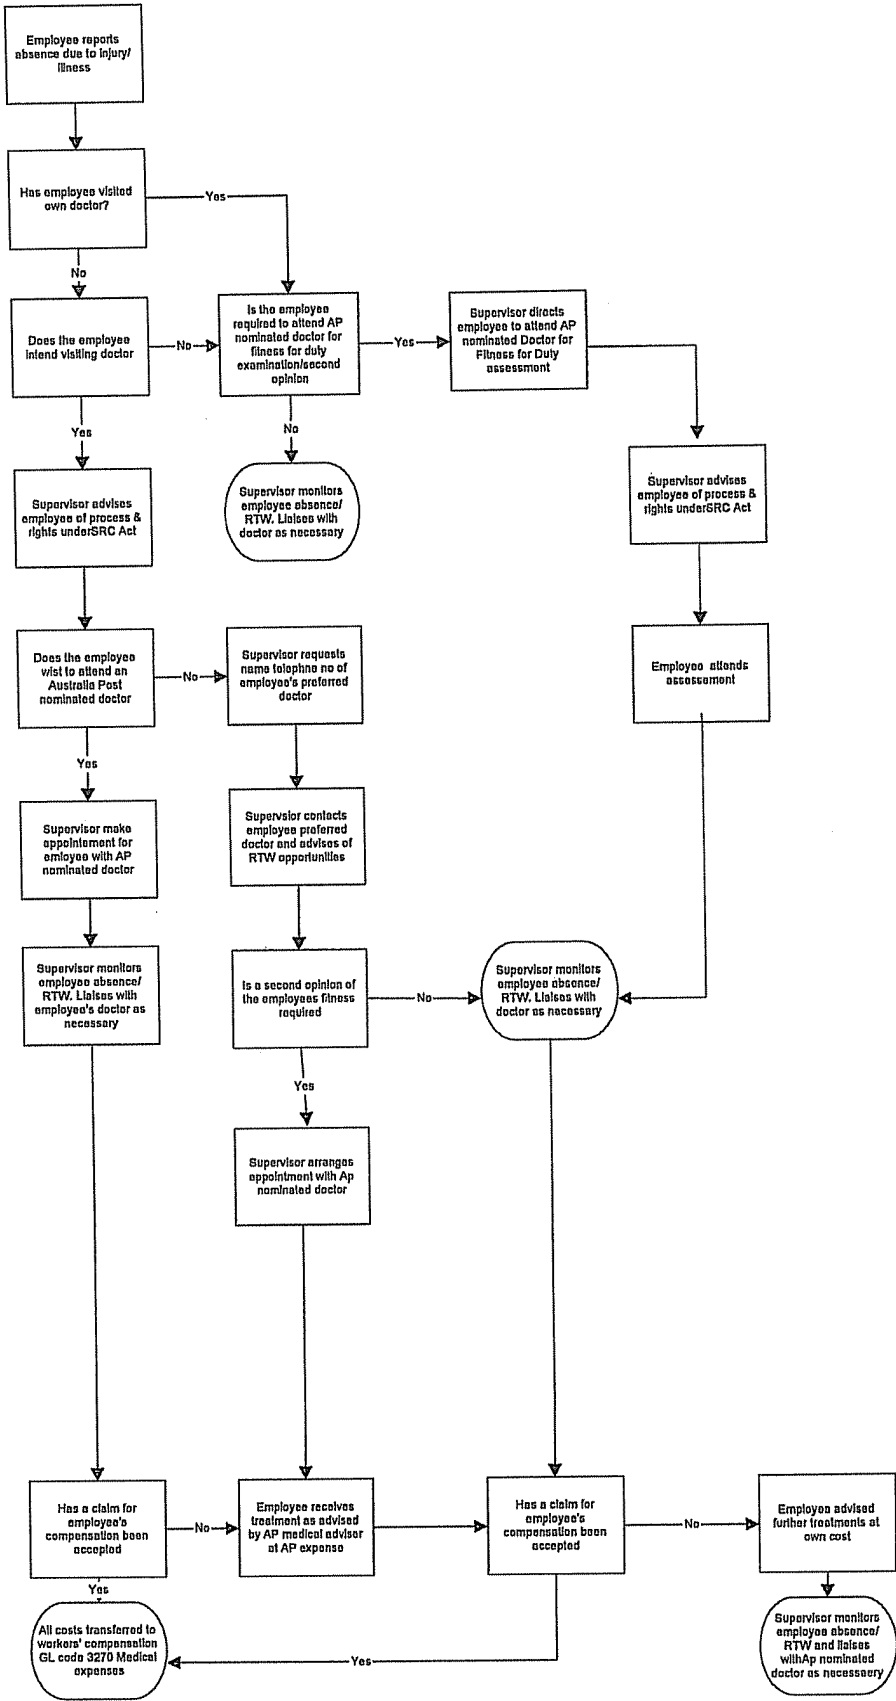 Employee reports
absence due to injury/
illness
Has employee visited
own doctor?
Yes
No
Does the employee
intend visiting doctor
No
Is the employee
required to attend AP
nominated doctor for
fitness for duty
examination/second
opinion
Yes
Supervisor directs
employee to attend AP
nominated Doctor for
Fitness for Duty
assessment
Yes
No
Supervisor advises
employee of process &
rights underSRC Act
Supervisor monitors
employee absence/
RTW. Liaises with
doctor as necessary
Supervisor advises
employee of process &
rights underSRC Act
Does the employee
wist to attend an
Australia Post
nominated doctor
No
Supervisor requests
name telephne no of
employee's preferred
doctor
Employee attends
assessement
Yes
Supervisor make
appointement for
emloyee with AP
nominated doctor
Supervsior contacts
employee preferred
doctor and advises of
RTW opportunities
Supervisor monitors
employee absence/
RTW. Liaises with
employee's doctor as
necessary
Is a second opinion of
the employees fitness
required
No
Supervisor monitors
employee absence/
RTW. Liaises with
doctor as necessary
Yes
Supervisor arranges
appointment with Ap
nominated doctor
Has a claim for
employee's
compensation been
accepted
No
Employee receives
treatment as advised
by AP medical adviser
at AP expense
Has a claim for
employee's
compensation been
accepted
No
Employee advised
further treatments at
own cost
Yes
All costs transferred to
workers' compensation
GL code 3270 Medical
expenses
Yes
Supervisor monitors
employee absence/
RTW and liaises
withAp nominated
doctor as necessary